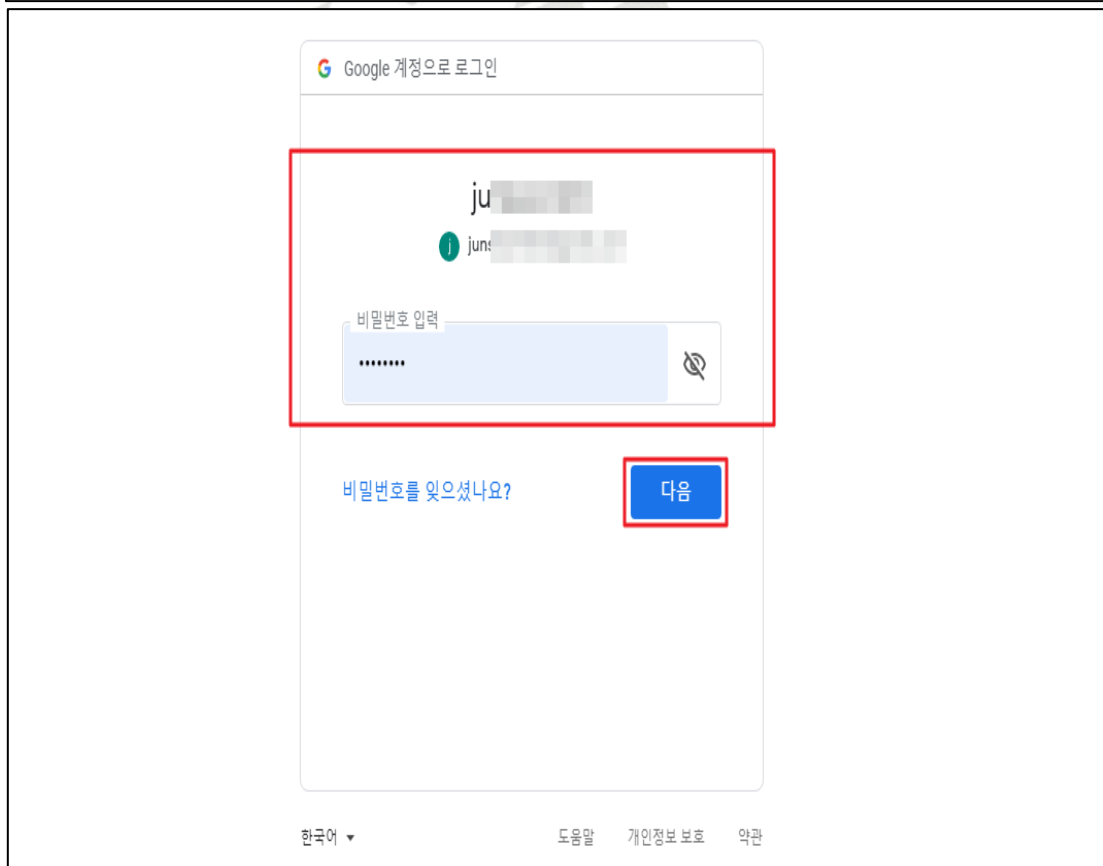 Google 계정으로 로그인
ju
j juns
비밀번호 입력
••••••••
비밀번호를 잊으셨나요?
다음
한국어
도움말 개인정보 보호 약관